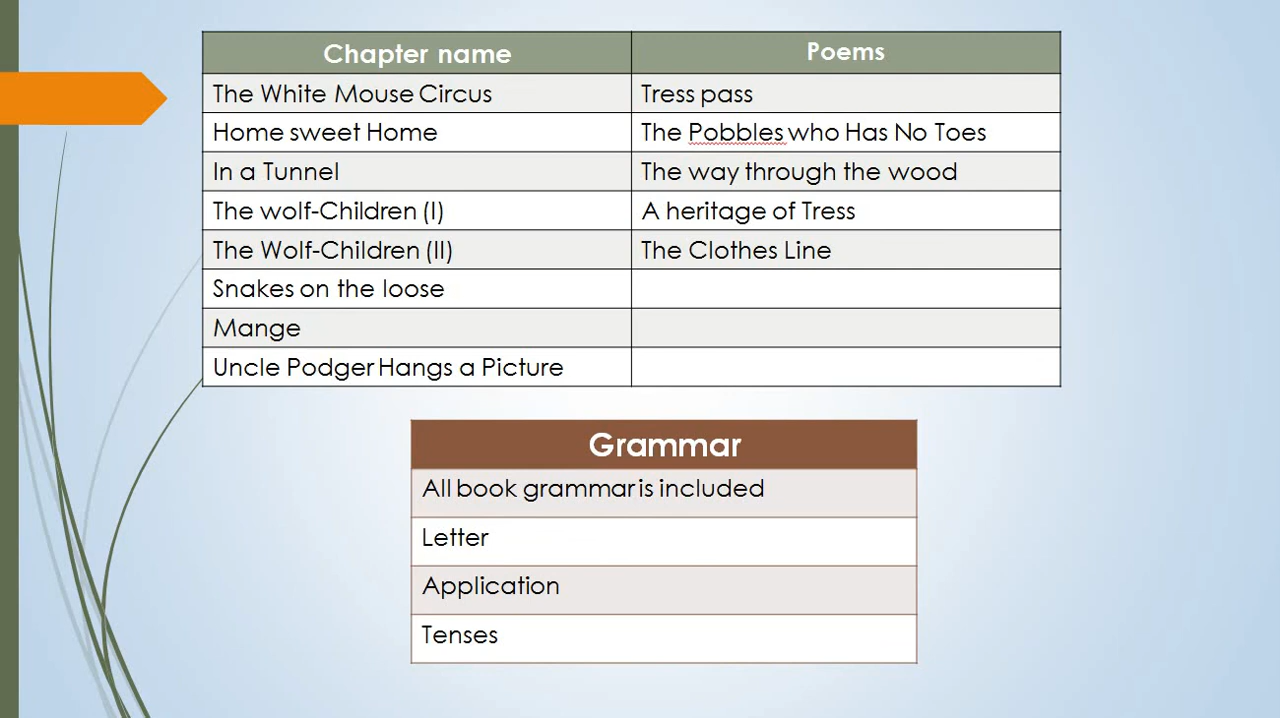 Chapter name Poems
The White Mouse Circus Tress pass
Home sweet Home The Pobbles who Has No Toes
In a Tunnel The way through the wood
The wolf-Children (I) A heritage of Tress
The Wolf-Children (II) The Clothes Line
Snakes on the loose
Mange
Uncle Podger Hangs a Picture
Grammar
All book grammar is included
Letter
Application
Tenses